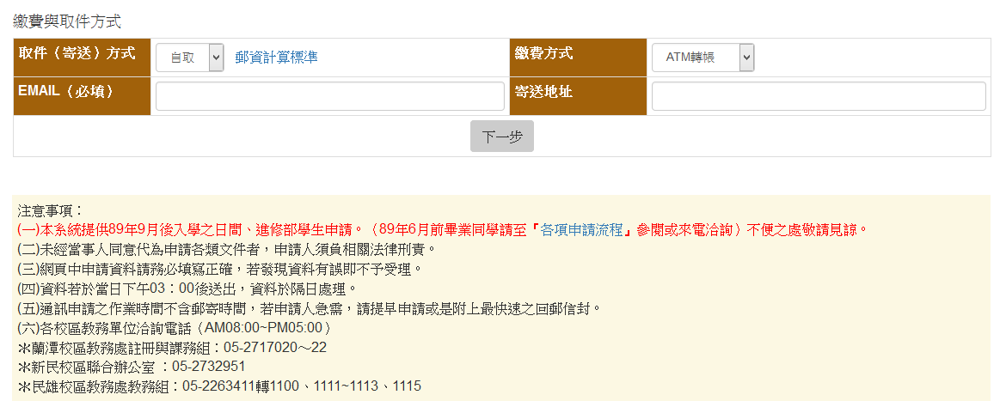 繳費與取件方式
取件（寄送）方式 自取 郵資計算標準 繳費方式 ATM轉帳
EMAIL（必填） 寄送地址
下一步
注意事項：
(一)本系統提供89年9月後入學之日間、進修部學生申請。（89年6月前畢業同學請至『各項申請流程』參閱或來電洽詢）不便之處敬請見諒。
(二)未經當事人同意代為申請各類文件者，申請人須負相關法律刑責。
(三)網頁中申請資料請務必填寫正確，若發現資料有誤即不予受理。
(四)資料若於當日下午03：00後送出，資料於隔日處理。
(五)通訊申請之作業時間不含郵寄時間，若申請人急需，請提早申請或是附上最快速之回郵信封。
(六)各校區教務單位洽詢電話（AM08:00~PM05:00）
＊蘭潭校區教務處註冊與課務組：05-2717020～22
＊新民校區聯合辦公室 ：05-2732951
＊民雄校區教務處教務組：05-2263411轉1100、1111~1113、1115